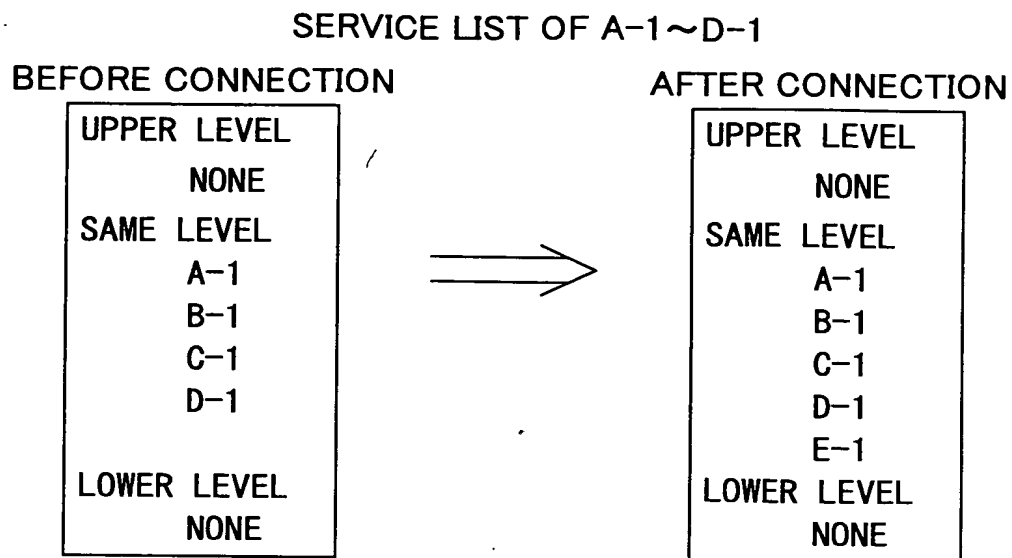 SERVICE LIST OF A-1~D-1
BEFORE CONNECTION
UPPER LEVEL
NONE
SAME LEVEL
A-1
B-1
C-1
D-1
LOWER LEVEL
NONE
AFTER CONNECTION
UPPER LEVEL
NONE
SAME LEVEL
A-1
B-1
C-1
D-1
E-1
LOWER LEVEL
NONE